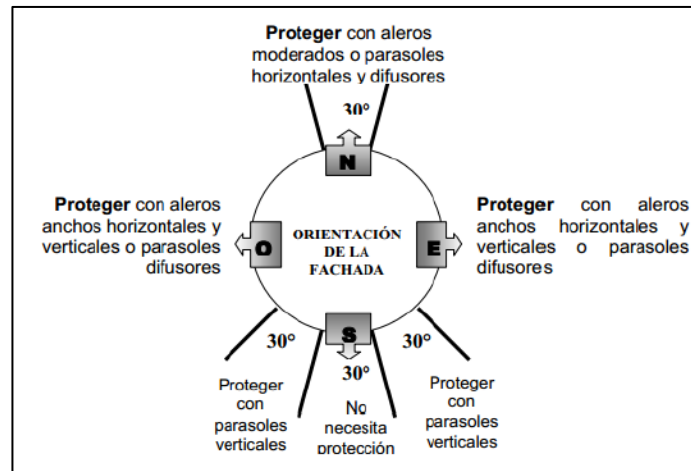 Proteger con aleros
moderados o parasoles
horizontales y difusores
30°
N
Proteger con aleros
anchos horizontales y
verticales o parasoles
difusores
O
ORIENTACIÓN
DE LA
FACHADA
E
Proteger con aleros
anchos horizontales y
verticales o parasoles
difusores
S
30°
30°
30°
Proteger
con
parasoles
verticales
No
necesita
protección
Proteger
con
parasoles
verticales